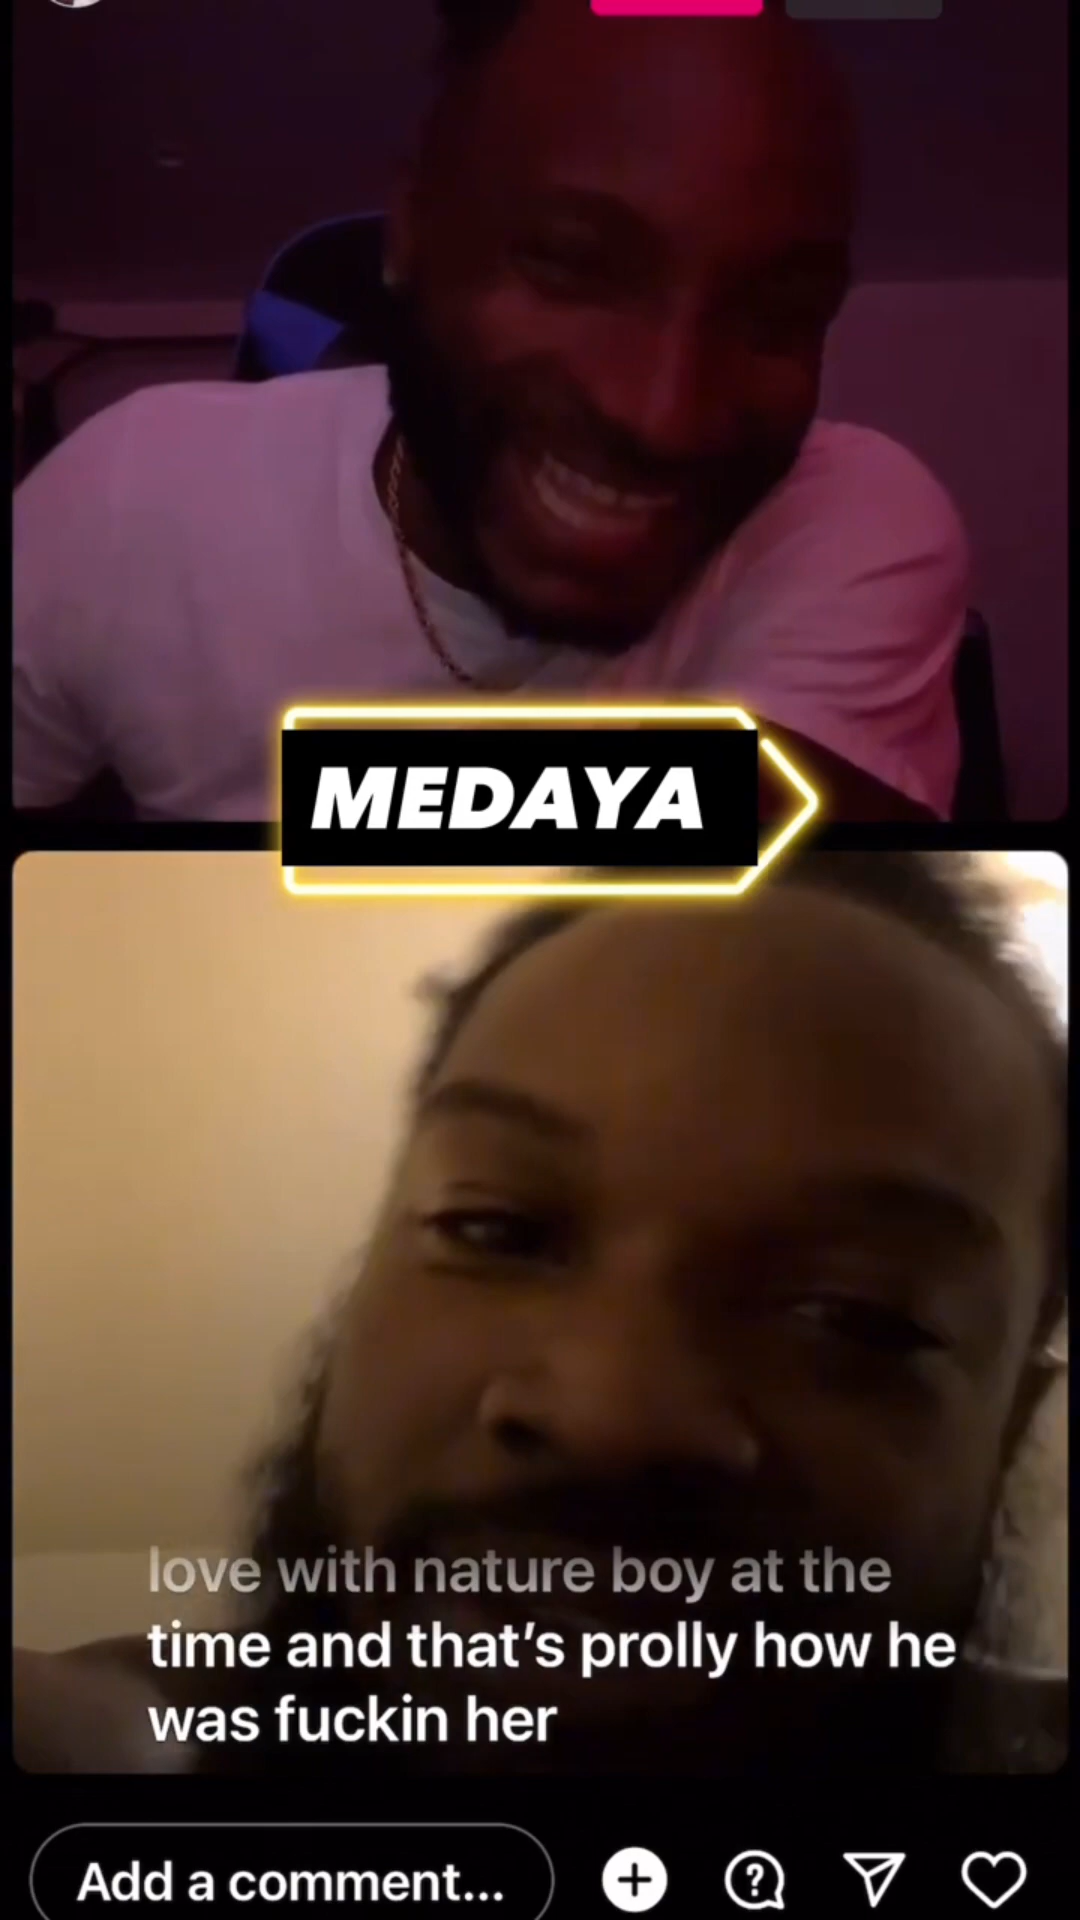 MEDAYA
love with nature boy at the
time and that's prolly how he
was fuckin her
Add a comment...